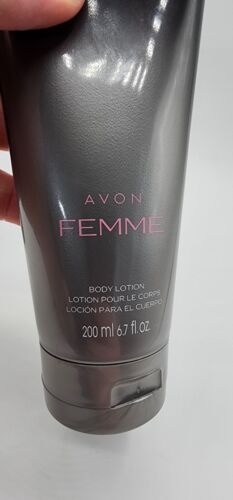 AVON
FEMME
BODY LOTION
LOTION POUR LE CORPS
LOCIÓN PARA EL CUERPO
200 ml 6.7 fl.oz.